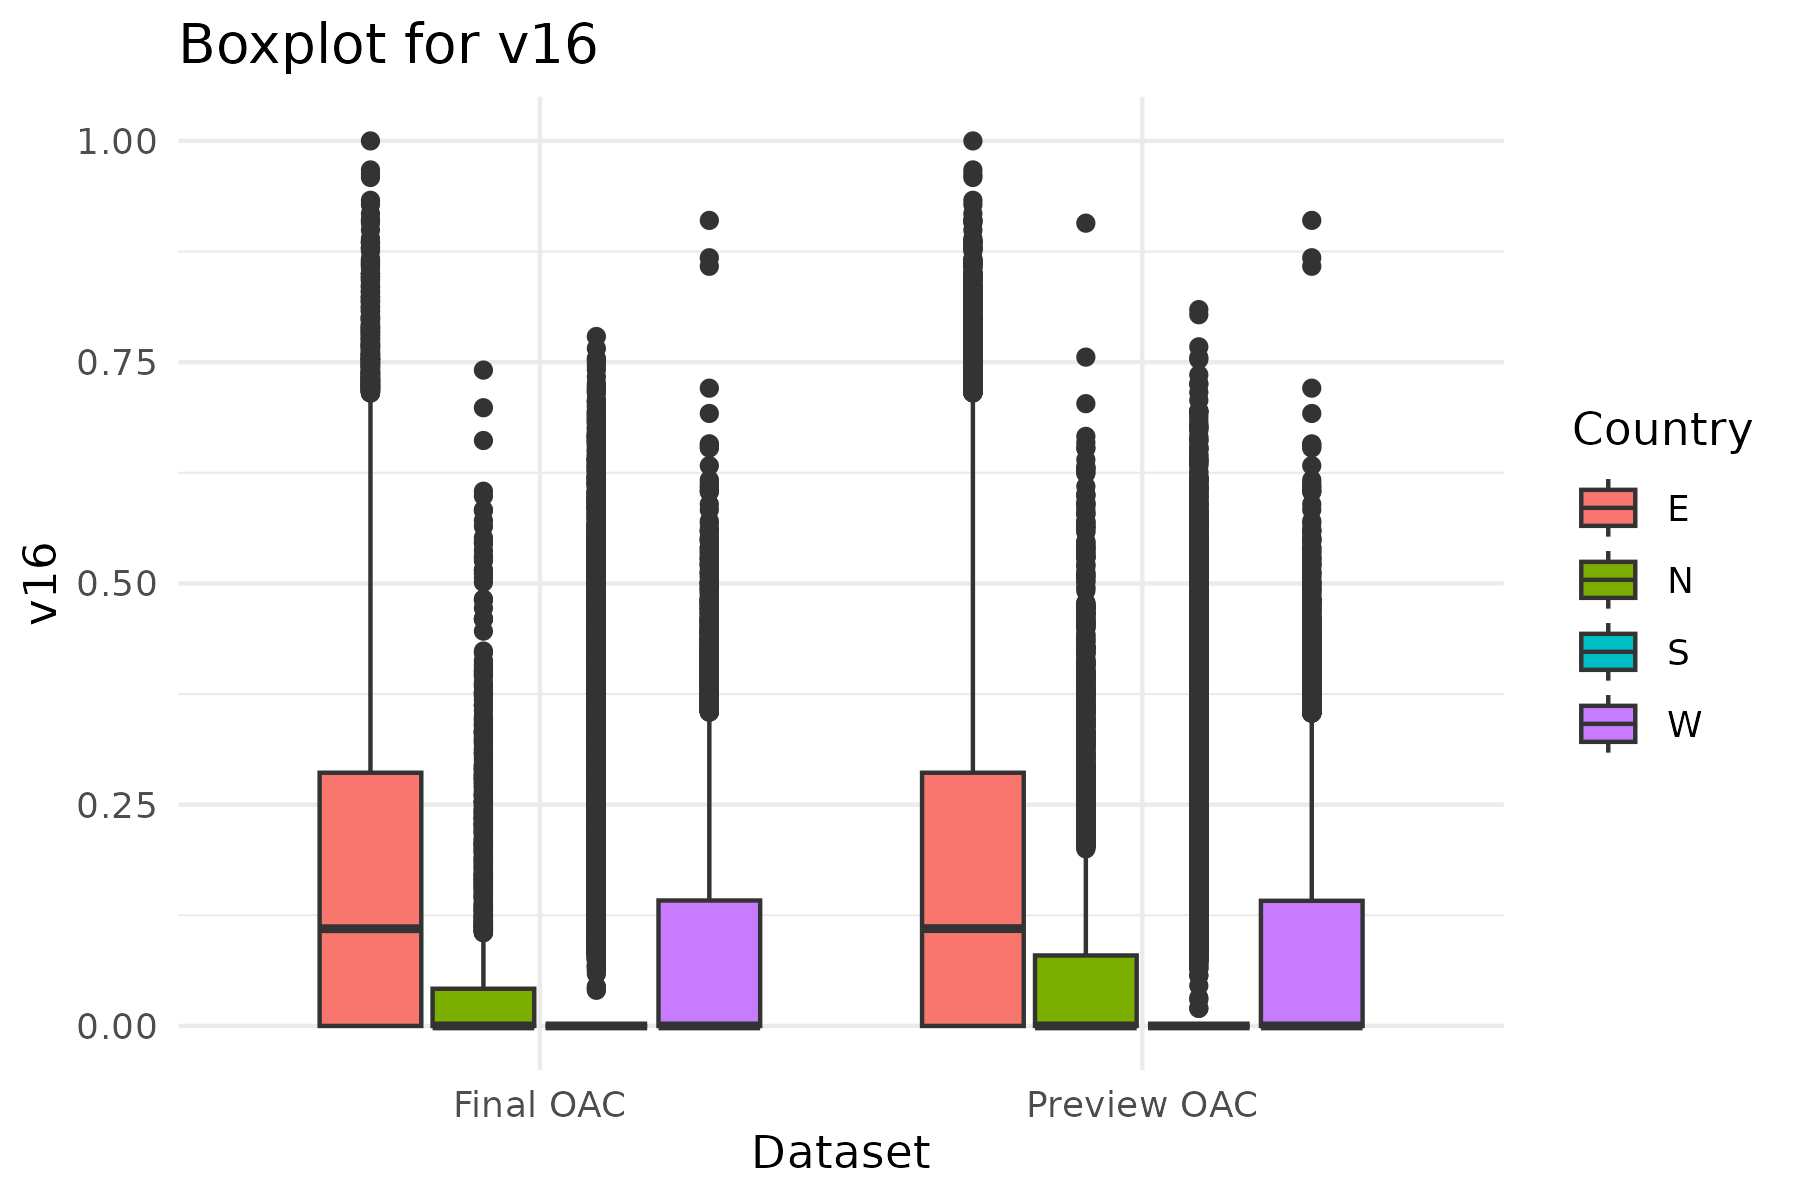 Boxplot for v16
1.00
0.75
0.50
0.25
0.00
v16
Final OAC
Preview OAC
Dataset
Country
E
N
S
W